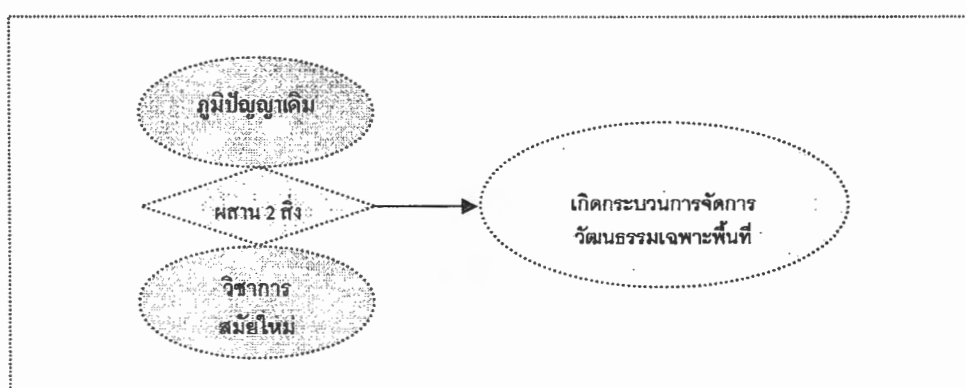 ภูมิปัญญาเดิม
ผสาน 2 สิ่ง
เกิดกระบวนการจัดการ
วัฒนธรรมเฉพาะพื้นที่
วิชาการ
สมัยใหม่